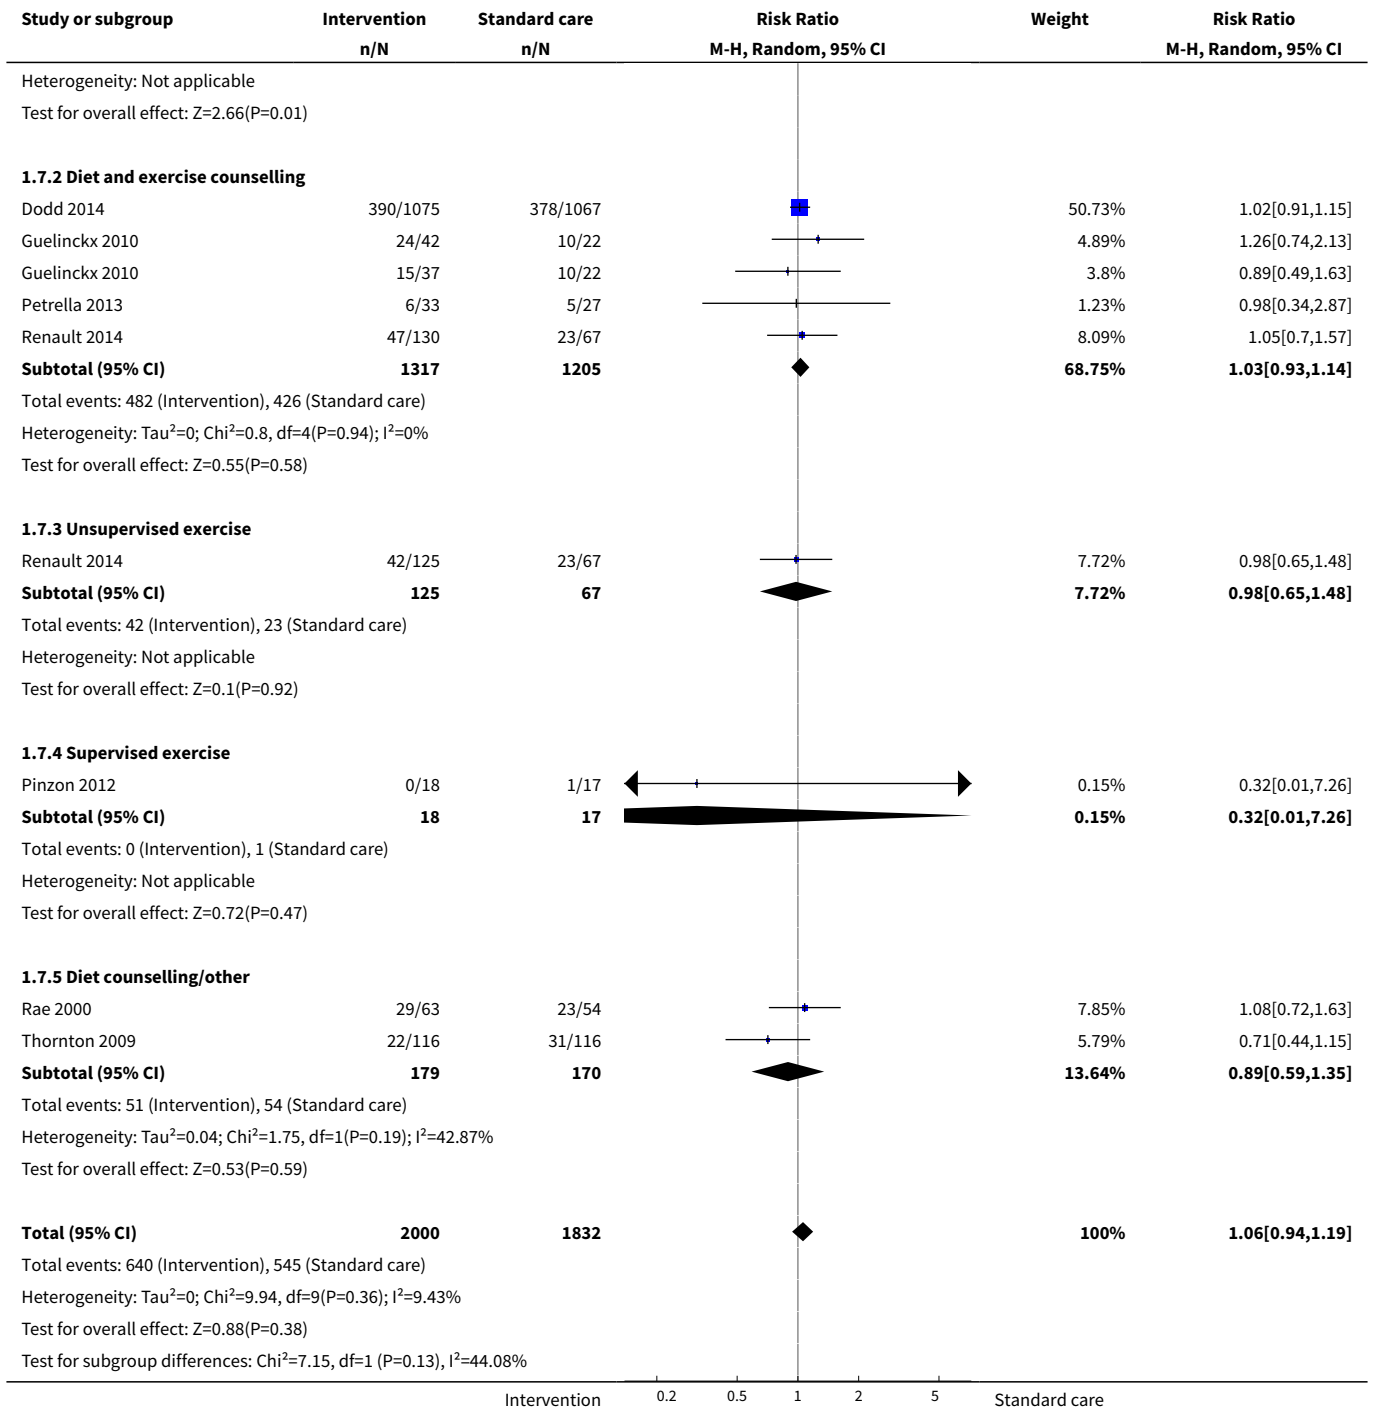 Study or subgroup Intervention Standard care Risk Ratio Weight Risk Ratio
n/N n/N M-H, Random, 95% CI M-H, Random, 95% CI
Heterogeneity: Not applicable
Test for overall effect: Z=2.66(P=0.01)
1.7.2 Diet and exercise counselling
Dodd 2014 390/1075 378/1067 50.73% 1.02[0.91,1.15]
Guelinckx 2010 24/42 10/22 4.89% 1.26[0.74,2.13]
Guelinckx 2010 15/37 10/22 3.8% 0.89[0.49,1.63]
Petrella 2013 6/33 5/27 1.23% 0.98[0.34,2.87]
Renault 2014 47/130 23/67 8.09% 1.05[0.7,1.57]
Subtotal (95% CI) 1317 1205 68.75% 1.03[0.93,1.14]
Total events: 482 (Intervention), 426 (Standard care)
Heterogeneity: Tau²=0; Chi²=0.8, df=4(P=0.94); I²=0%
Test for overall effect: Z=0.55(P=0.58)
1.7.3 Unsupervised exercise
Renault 2014 42/125 23/67 7.72% 0.98[0.65,1.48]
Subtotal (95% CI) 125 67 7.72% 0.98[0.65,1.48]
Total events: 42 (Intervention), 23 (Standard care)
Heterogeneity: Not applicable
Test for overall effect: Z=0.1(P=0.92)
1.7.4 Supervised exercise
Pinzon 2012 0/18 1/17 0.15% 0.32[0.01,7.26]
Subtotal (95% CI) 18 17 0.15% 0.32[0.01,7.26]
Total events: 0 (Intervention), 1 (Standard care)
Heterogeneity: Not applicable
Test for overall effect: Z=0.72(P=0.47)
1.7.5 Diet counselling/other
Rae 2000 29/63 23/54 7.85% 1.08[0.72,1.63]
Thornton 2009 22/116 31/116 5.79% 0.71[0.44,1.15]
Subtotal (95% CI) 179 170 13.64% 0.89[0.59,1.35]
Total events: 51 (Intervention), 54 (Standard care)
Heterogeneity: Tau²=0.04; Chi²=1.75, df=1(P=0.19); I²=42.87%
Test for overall effect: Z=0.53(P=0.59)
Total (95% CI) 2000 1832 100% 1.06[0.94,1.19]
Total events: 640 (Intervention), 545 (Standard care)
Heterogeneity: Tau²=0; Chi²=9.94, df=9(P=0.36); I²=9.43%
Test for overall effect: Z=0.88(P=0.38)
Test for subgroup differences: Chi²=7.15, df=1 (P=0.13), I²=44.08%
Intervention 0.2 0.5 1 2 5 Standard care